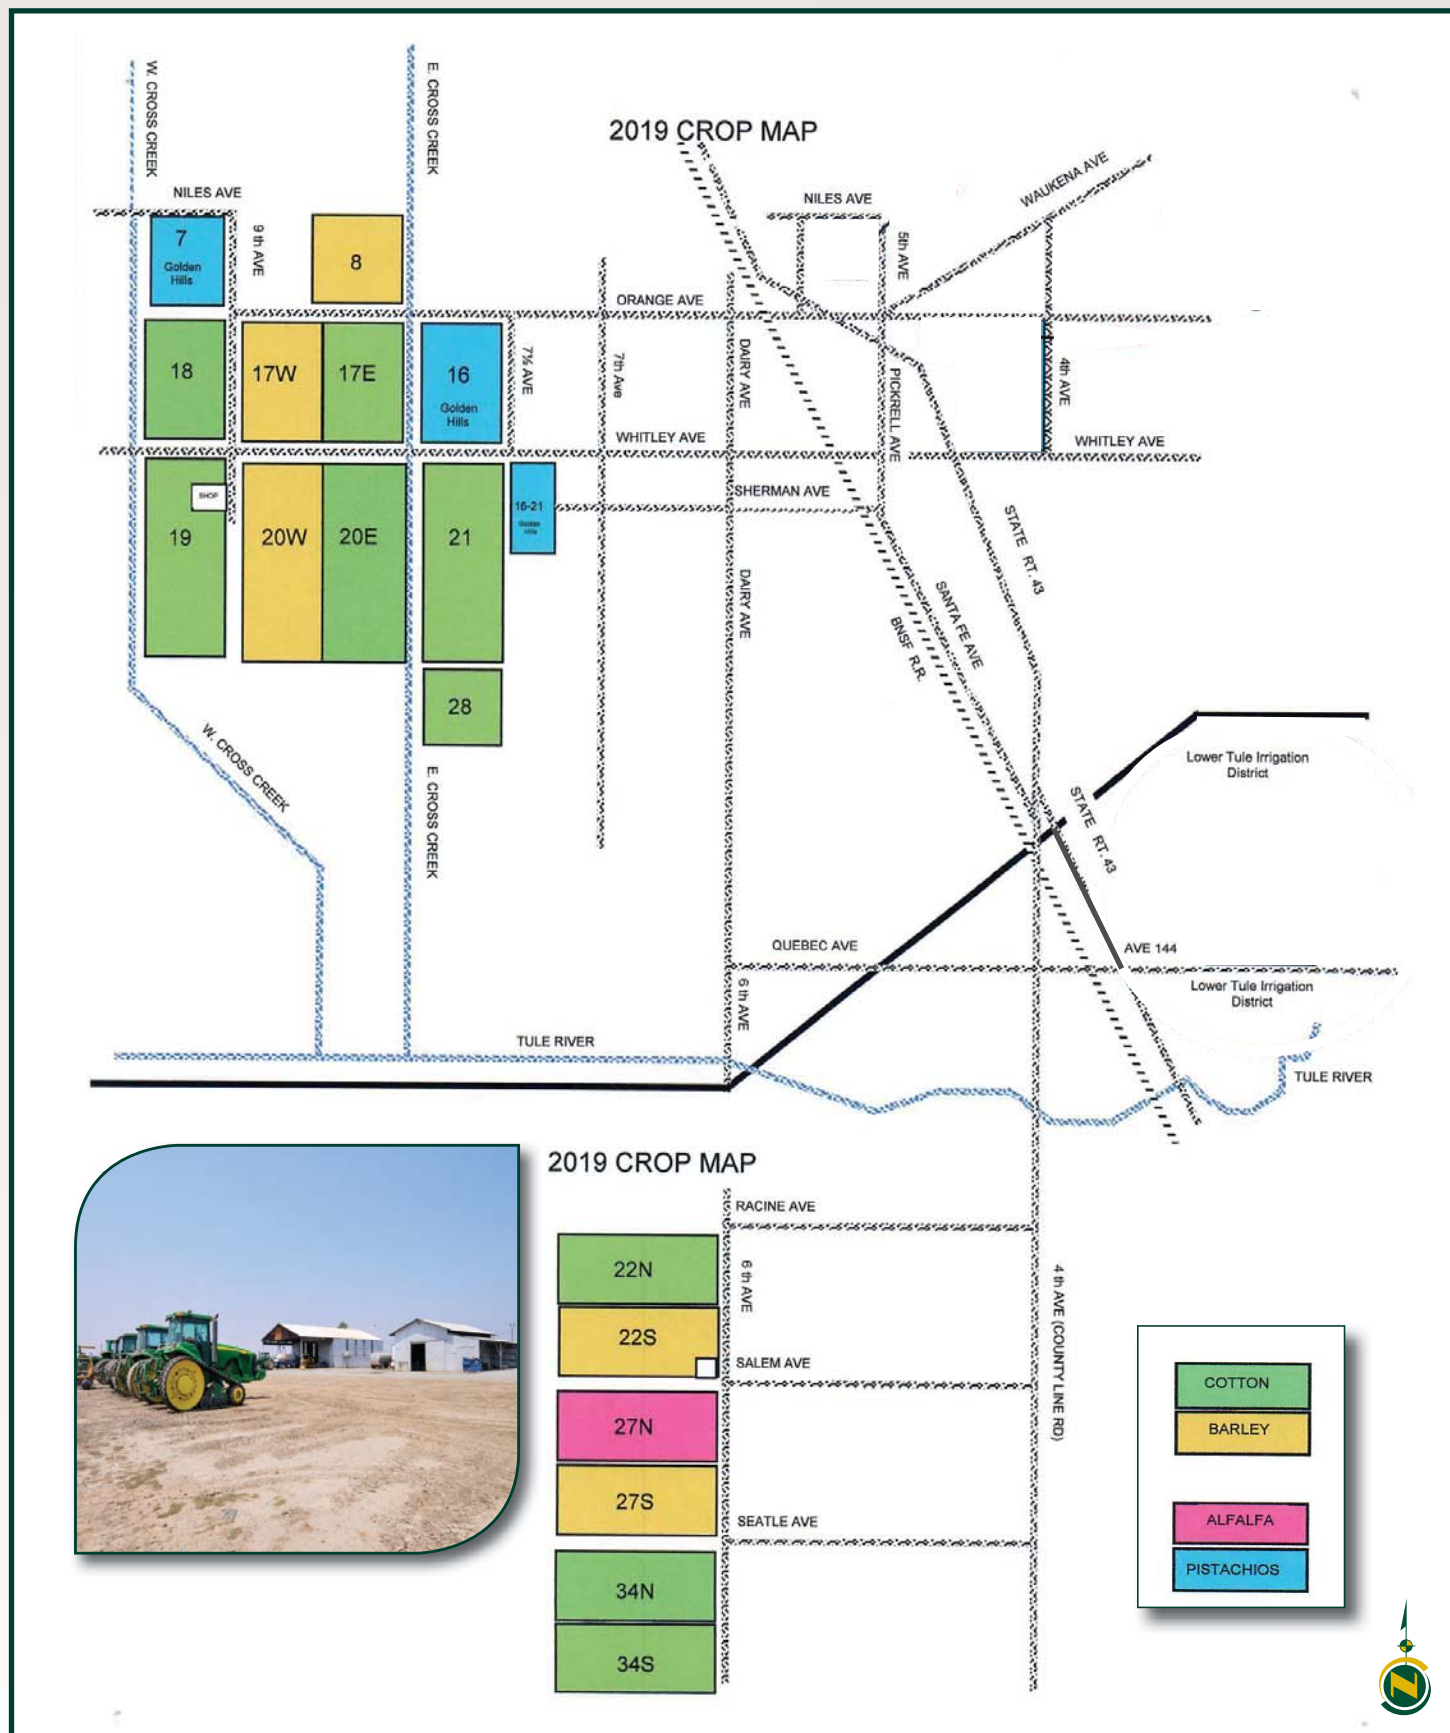 2019 CROP MAP
W. CROSS CREEK
E. CROSS CREEK
NILES AVE
9 th AVE
7
Golden
Hills
8
NILES AVE
5th AVE
WAUKENA AVE
ORANGE AVE
18
17W
17E
16
Golden
Hills
7½ AVE
7th Ave
DAIRY AVE
PICKRELL AVE
4th AVE
WHITLEY AVE
WHITLEY AVE
SHOP
19
20W
20E
21
16-21
Golden
Hills
SHERMAN AVE
DAIRY AVE
STATE RT. 43
SANTA FE AVE
BNSF R.R.
28
W. CROSS CREEK
E. CROSS CREEK
Lower Tule Irrigation
District
STATE RT. 43
QUEBEC AVE
AVE 144
6 th AVE
Lower Tule Irrigation
District
TULE RIVER
TULE RIVER
2019 CROP MAP
RACINE AVE
22N
6 th AVE
4 th AVE (COUNTY LINE RD)
22S
SALEM AVE
27N
27S
SEATLE AVE
34N
34S
COTTON
BARLEY
ALFALFA
PISTACHIOS
N